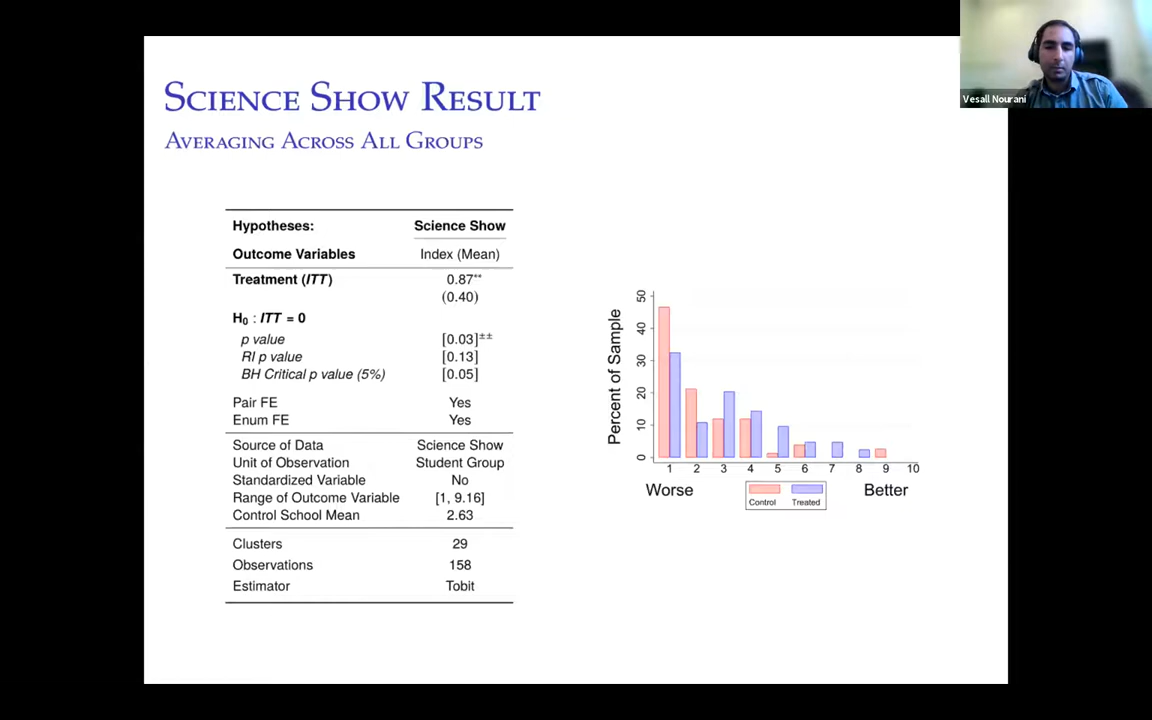 SCIENCE SHOW RESULT
AVERAGING ACROSS ALL GROUPS
Vesall Nourani
Hypotheses: Science Show
Outcome Variables Index (Mean)
Treatment (ITT) 0.87**
(0.40)
H0 : ITT = 0
p value [0.03]±±
RI p value [0.13]
BH Critical p value (5%) [0.05]
Pair FE Yes
Enum FE Yes
Source of Data Science Show
Unit of Observation Student Group
Standardized Variable No
Range of Outcome Variable [1, 9.16]
Control School Mean 2.63
Clusters 29
Observations 158
Estimator Tobit
Percent of Sample
50
40
30
20
10
0
1 2 3 4 5 6 7 8 9 10
Worse Better
Control Treated